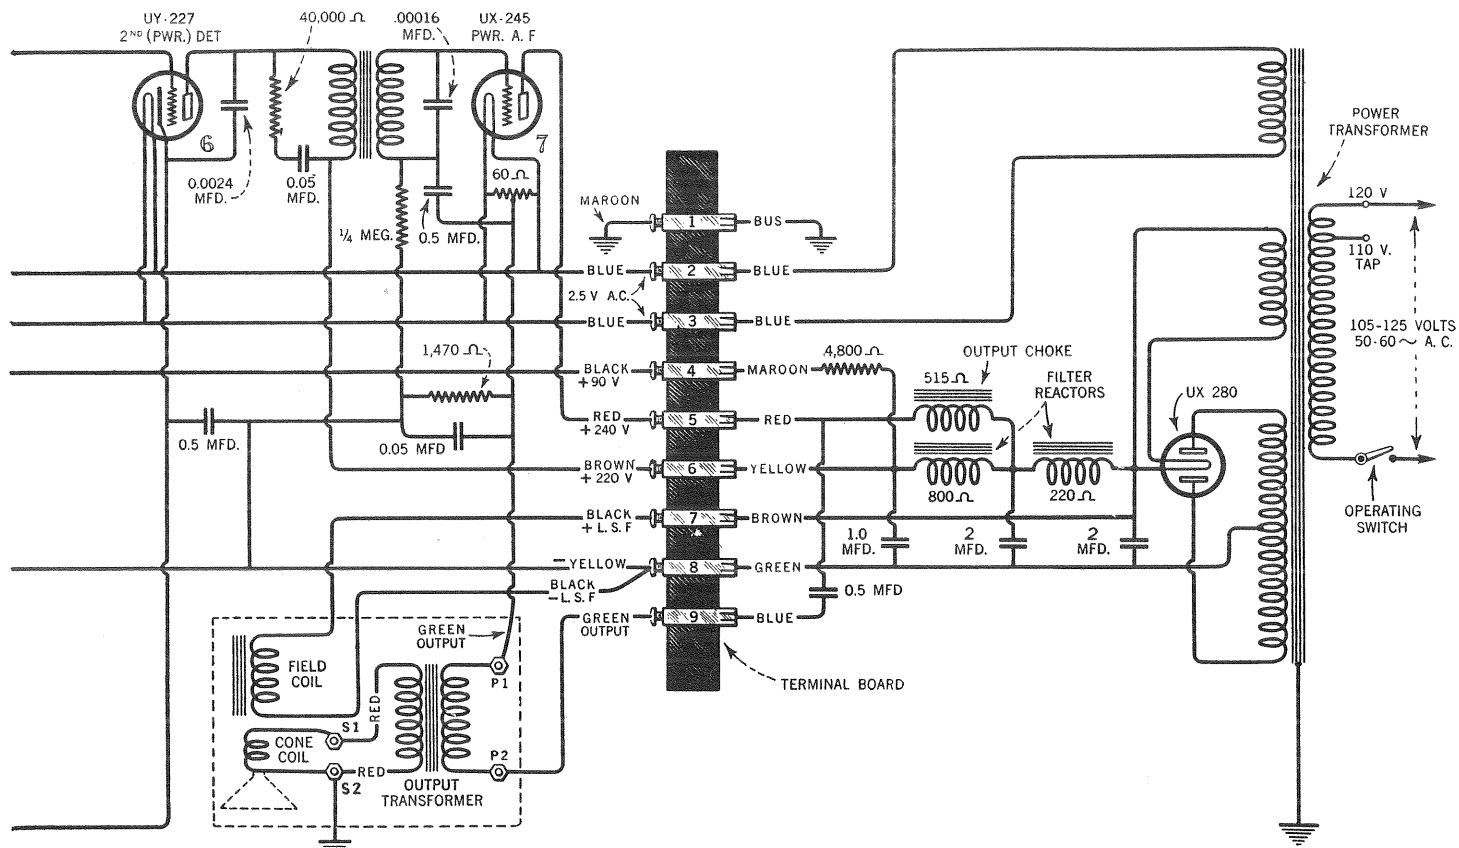 UY-227
2ND (PWR.) DET
40,000 Ω
.00016
MFD.
UX-245
PWR. A. F
6
7
0.0024
MFD.
0.05
MFD.
60 Ω
¼ MEG.
0.5 MFD.
MAROON
1
BUS
BLUE
2
BLUE
2.5 V A.C.
BLUE
3
BLUE
1,470 Ω
BLACK
+90 V
4
MAROON
4,800 Ω
RED
+240 V
5
RED
0.5 MFD.
0.05 MFD
BROWN
+220 V
6
YELLOW
BLACK
+ L. S. F
7
BROWN
-YELLOW
8
GREEN
BLACK
-L. S. F
GREEN
OUTPUT
9
BLUE
TERMINAL BOARD
515 Ω
OUTPUT CHOKE
FILTER
REACTORS
800 Ω
220 Ω
1.0
MFD.
2
MFD.
2
MFD.
0.5 MFD
UX 280
POWER
TRANSFORMER
120 V
110 V.
TAP
105-125 VOLTS
50-60 ~ A. C.
OPERATING
SWITCH
GREEN
OUTPUT
FIELD
COIL
P1
RED
S1
CONE
COIL
P2
RED
S2
OUTPUT
TRANSFORMER